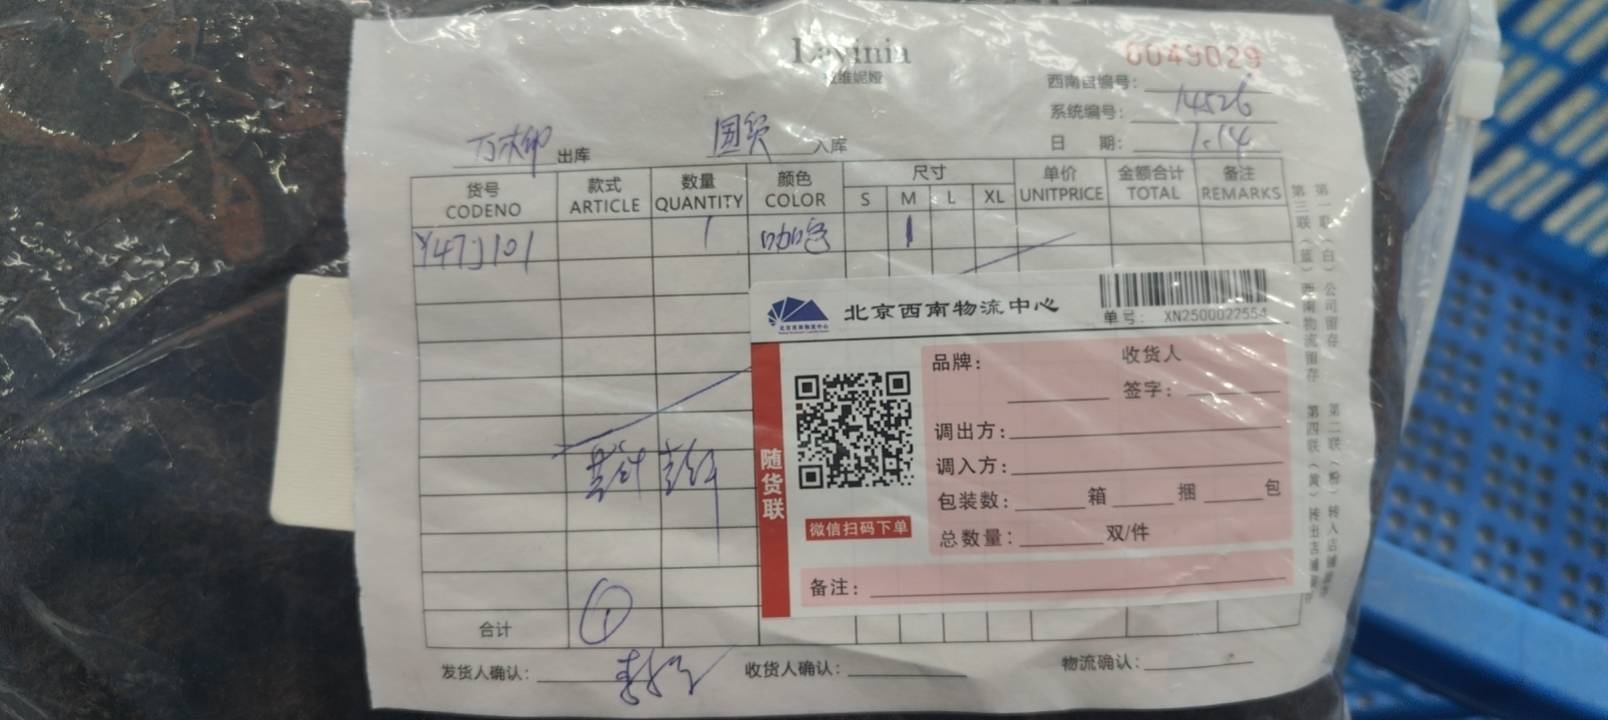 Lavinia
拉维妮娅
0049029
西南自编号:
系统编号: 14526
日 期: 1.14
万柳 出库 国贸 入库
货号 款式 数量 颜色 尺寸 单价 金额合计 备注
CODENO ARTICLE QUANTITY COLOR S M L XL UNITPRICE TOTAL REMARKS
Y473101 1 咖色 1
北京西南物流中心
单号: XN2500022554
品牌: 收货人
签字:
调出方:
调入方:
包装数: 箱 捆 包
总数量: 双/件
随货联
微信扫码下单
备注:
合计 1
发货人确认: 收货人确认: 物流确认:
第一联(白)公司留存
第二联(粉)转入店铺留存
第三联(蓝)西南物流留存
第四联(黄)转出店铺留存